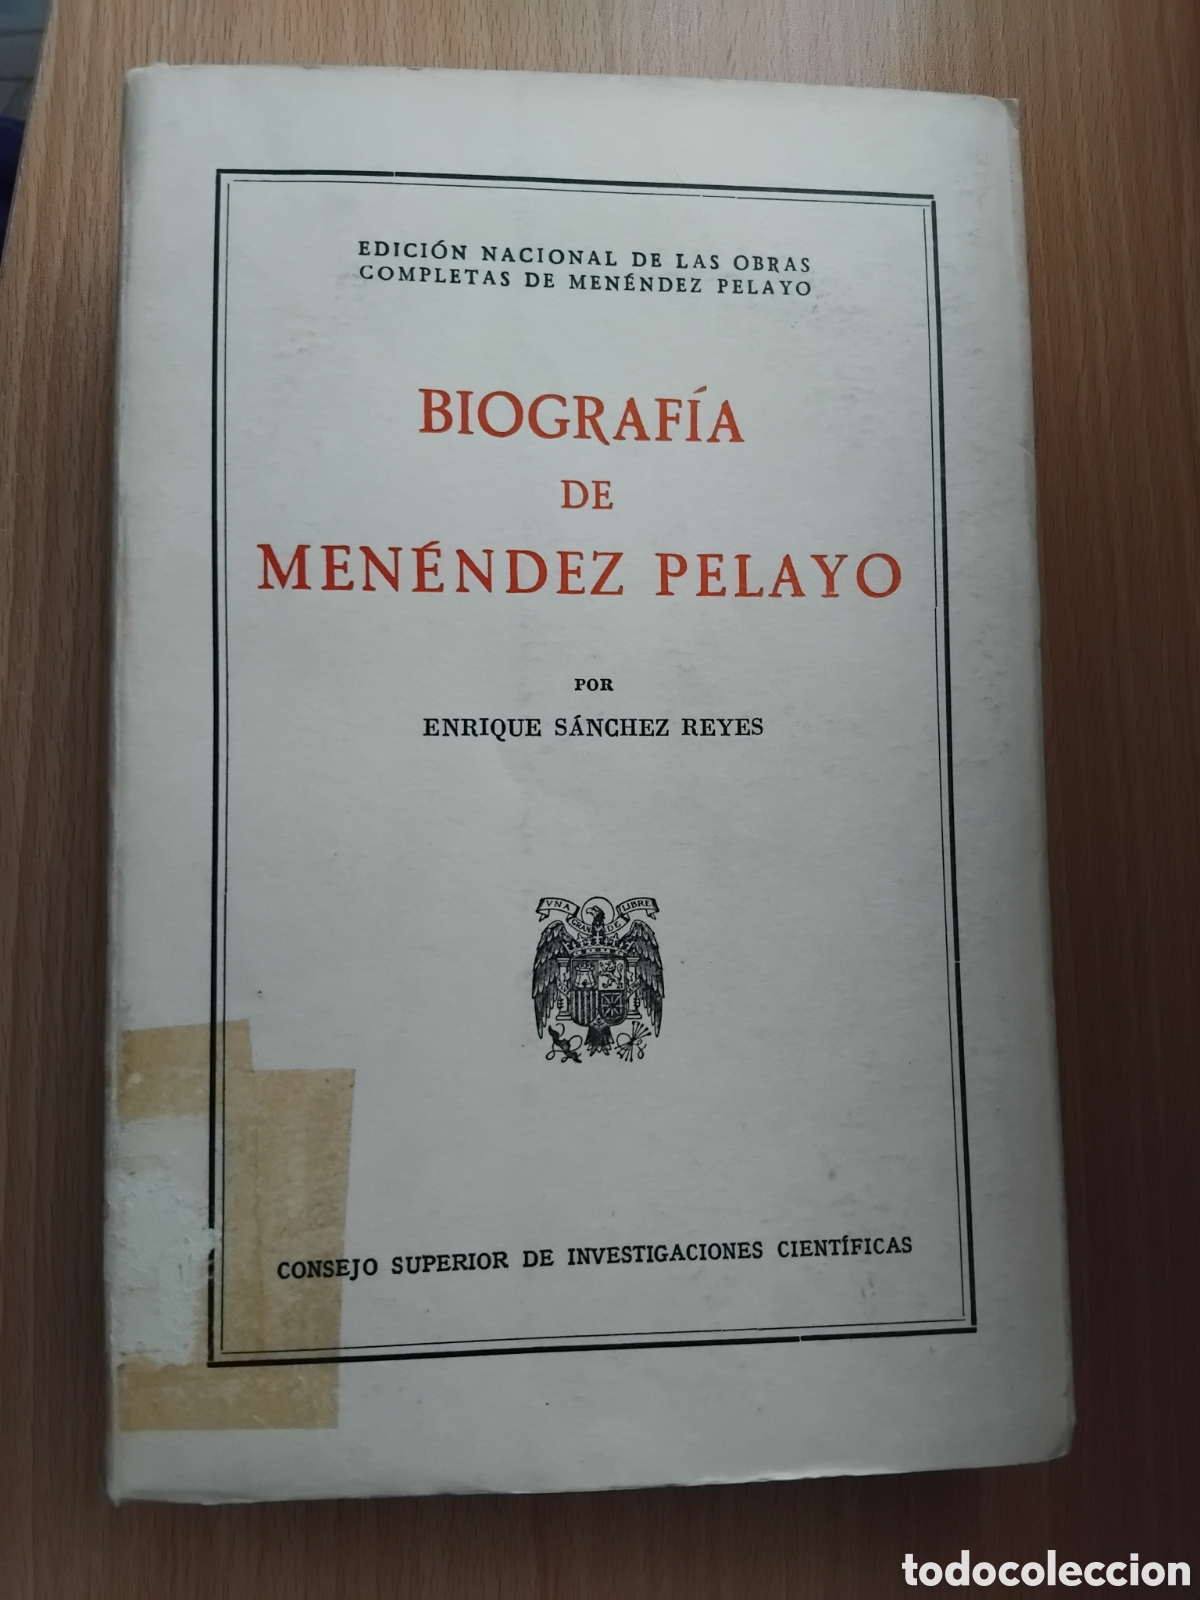 EDICIÓN NACIONAL DE LAS OBRAS
COMPLETAS DE MENÉNDEZ PELAYO
BIOGRAFÍA
DE
MENÉNDEZ PELAYO
POR
ENRIQUE SÁNCHEZ REYES
VNA GRANDE LIBRE
CONSEJO SUPERIOR DE INVESTIGACIONES CIENTÍFICAS
todocoleccion